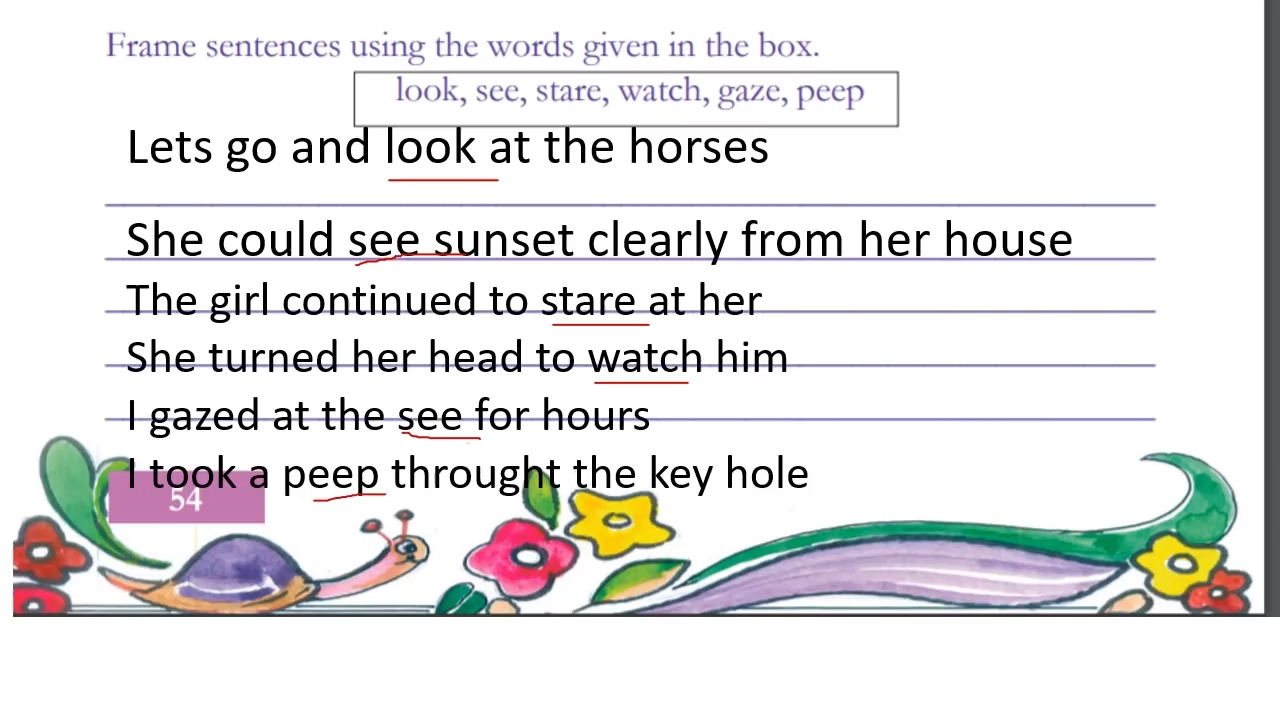 Frame sentences using the words given in the box.
look, see, stare, watch, gaze, peep
Lets go and look at the horses
She could see sunset clearly from her house
The girl continued to stare at her
She turned her head to watch him
I gazed at the see for hours
I took a peep throught the key hole
54